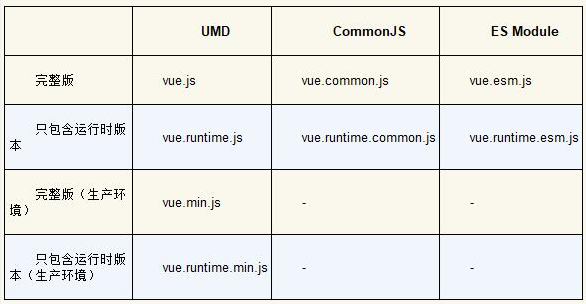 UMD CommonJS ES Module
完整版 vue.js vue.common.js vue.esm.js
只包含运行时版
本 vue.runtime.js vue.runtime.common.js vue.runtime.esm.js
完整版（生产环
境） vue.min.js - -
只包含运行时版
本（生产环境） vue.runtime.min.js - -